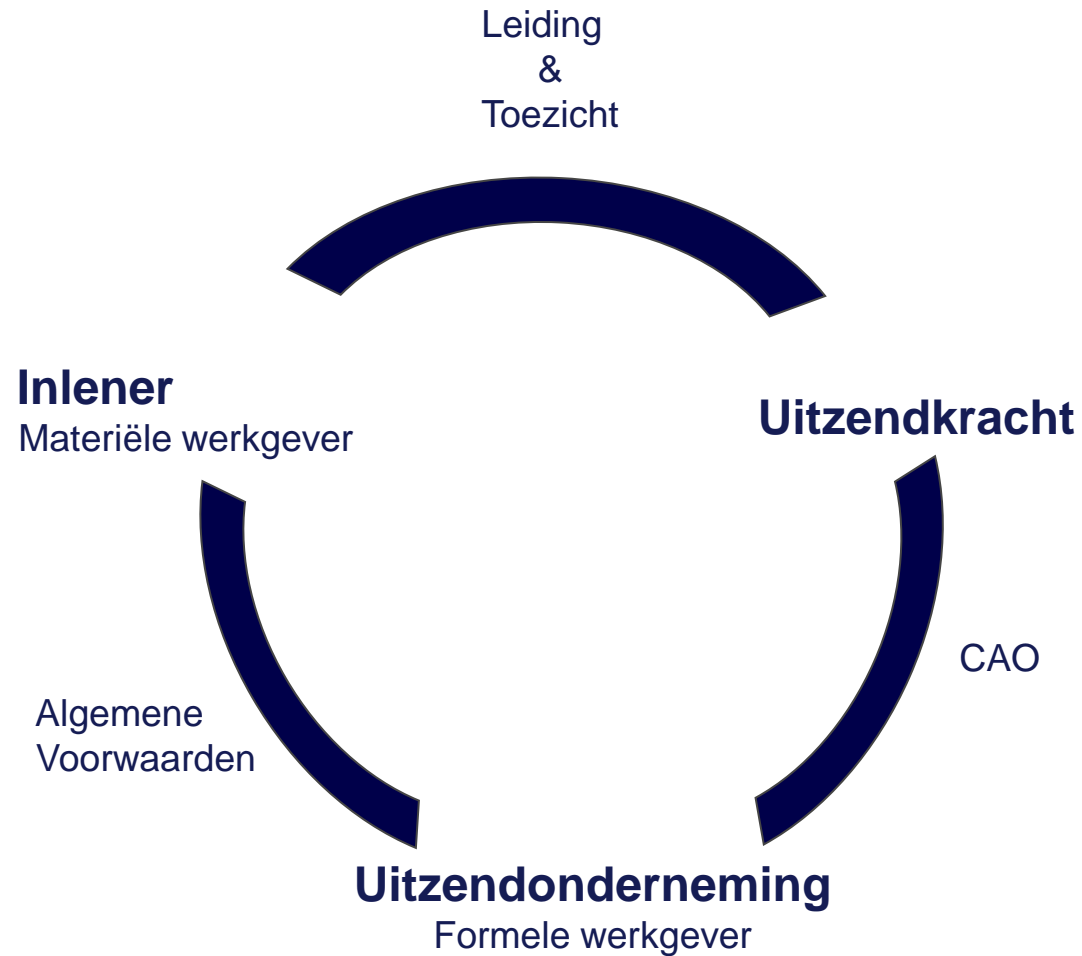 Leiding
&
Toezicht
Inlener
Materiële werkgever
Uitzendkracht
CAO
Algemene
Voorwaarden
Uitzendonderneming
Formele werkgever